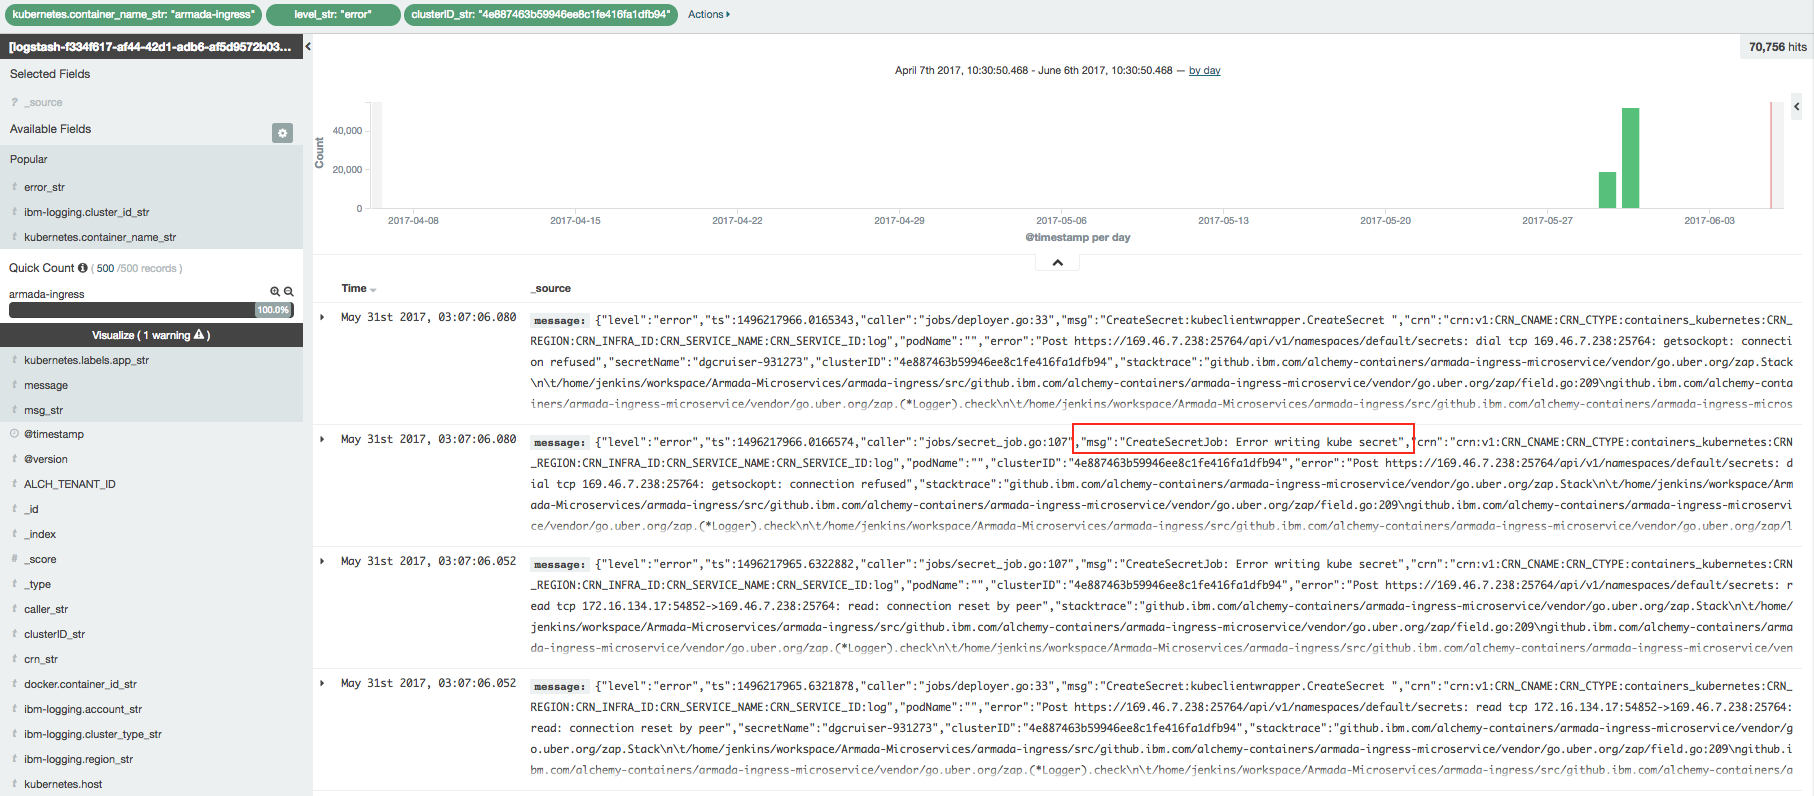 kubernetes.container_name_str: "armada-ingress" level_str: "error" clusterID_str: "4e887463b59946ee8c1fe416fa1dfb94" Actions
[logstash-f334f617-af44-42d1-adb6-af5d9572b03...
70,756 hits
Selected Fields
? _source
Available Fields
Popular
t error_str
t ibm-logging.cluster_id_str
t kubernetes.container_name_str
Quick Count ( 500 /500 records )
armada-ingress
100.0%
Visualize ( 1 warning )
t kubernetes.labels.app_str
t message
t msg_str
@timestamp
t @version
t ALCH_TENANT_ID
t _id
t _index
# _score
t _type
t caller_str
t clusterID_str
t crn_str
t docker.container_id_str
t ibm-logging.account_str
t ibm-logging.cluster_type_str
t ibm-logging.region_str
t kubernetes.host
April 7th 2017, 10:30:50.468 - June 6th 2017, 10:30:50.468 — by day
Count
40,000
20,000
0
2017-04-08 2017-04-15 2017-04-22 2017-04-29 2017-05-06 2017-05-13 2017-05-20 2017-05-27 2017-06-03
@timestamp per day
Time _source
May 31st 2017, 03:07:06.080 message: {"level":"error","ts":1496217966.0165343,"caller":"jobs/deployer.go:33","msg":"CreateSecret:kubeclientwrapper.CreateSecret ","crn":"crn:v1:CRN_CNAME:CRN_CTYPE:containers_kubernetes:CRN
_REGION:CRN_INFRA_ID:CRN_SERVICE_NAME:CRN_SERVICE_ID:log","podName":"","error":"Post https://169.46.7.238:25764/api/v1/namespaces/default/secrets: dial tcp 169.46.7.238:25764: getsockopt: connecti
on refused","secretName":"dgcruiser-931273","clusterID":"4e887463b59946ee8c1fe416fa1dfb94","stacktrace":"github.ibm.com/alchemy-containers/armada-ingress-microservice/vendor/go.uber.org/zap.Stack
\n\t/home/jenkins/workspace/Armada-Microservices/armada-ingress/src/github.ibm.com/alchemy-containers/armada-ingress-microservice/vendor/go.uber.org/zap/field.go:209\ngithub.ibm.com/alchemy-conta
iners/armada-ingress-microservice/vendor/go.uber.org/zap.(*Logger).check\n\t/home/jenkins/workspace/Armada-Microservices/armada-ingress/src/github.ibm.com/alchemy-containers/armada-ingress-micros
May 31st 2017, 03:07:06.080 message: {"level":"error","ts":1496217966.0166574,"caller":"jobs/secret_job.go:107","msg":"CreateSecretJob: Error writing kube secret","crn":"crn:v1:CRN_CNAME:CRN_CTYPE:containers_kubernetes:CRN
_REGION:CRN_INFRA_ID:CRN_SERVICE_NAME:CRN_SERVICE_ID:log","podName":"","clusterID":"4e887463b59946ee8c1fe416fa1dfb94","error":"Post https://169.46.7.238:25764/api/v1/namespaces/default/secrets: d
ial tcp 169.46.7.238:25764: getsockopt: connection refused","stacktrace":"github.ibm.com/alchemy-containers/armada-ingress-microservice/vendor/go.uber.org/zap.Stack\n\t/home/jenkins/workspace/Arm
ada-Microservices/armada-ingress/src/github.ibm.com/alchemy-containers/armada-ingress-microservice/vendor/go.uber.org/zap/field.go:209\ngithub.ibm.com/alchemy-containers/armada-ingress-microservi
ce/vendor/go.uber.org/zap.(*Logger).check\n\t/home/jenkins/workspace/Armada-Microservices/armada-ingress/src/github.ibm.com/alchemy-containers/armada-ingress-microservice/vendor/go.uber.org/zap/l
May 31st 2017, 03:07:06.052 message: {"level":"error","ts":1496217965.6322882,"caller":"jobs/secret_job.go:107","msg":"CreateSecretJob: Error writing kube secret","crn":"crn:v1:CRN_CNAME:CRN_CTYPE:containers_kubernetes:CRN
_REGION:CRN_INFRA_ID:CRN_SERVICE_NAME:CRN_SERVICE_ID:log","podName":"","clusterID":"4e887463b59946ee8c1fe416fa1dfb94","error":"Post https://169.46.7.238:25764/api/v1/namespaces/default/secrets: r
ead tcp 172.16.134.17:54852->169.46.7.238:25764: read: connection reset by peer","stacktrace":"github.ibm.com/alchemy-containers/armada-ingress-microservice/vendor/go.uber.org/zap.Stack\n\t/home/
jenkins/workspace/Armada-Microservices/armada-ingress/src/github.ibm.com/alchemy-containers/armada-ingress-microservice/vendor/go.uber.org/zap/field.go:209\ngithub.ibm.com/alchemy-containers/arma
da-ingress-microservice/vendor/go.uber.org/zap.(*Logger).check\n\t/home/jenkins/workspace/Armada-Microservices/armada-ingress/src/github.ibm.com/alchemy-containers/armada-ingress-microservice/ven
May 31st 2017, 03:07:06.052 message: {"level":"error","ts":1496217965.6321878,"caller":"jobs/deployer.go:33","msg":"CreateSecret:kubeclientwrapper.CreateSecret ","crn":"crn:v1:CRN_CNAME:CRN_CTYPE:containers_kubernetes:CRN
_REGION:CRN_INFRA_ID:CRN_SERVICE_NAME:CRN_SERVICE_ID:log","podName":"","error":"Post https://169.46.7.238:25764/api/v1/namespaces/default/secrets: read tcp 172.16.134.17:54852->169.46.7.238:25764:
read: connection reset by peer","secretName":"dgcruiser-931273","clusterID":"4e887463b59946ee8c1fe416fa1dfb94","stacktrace":"github.ibm.com/alchemy-containers/armada-ingress-microservice/vendor/g
o.uber.org/zap.Stack\n\t/home/jenkins/workspace/Armada-Microservices/armada-ingress/src/github.ibm.com/alchemy-containers/armada-ingress-microservice/vendor/go.uber.org/zap/field.go:209\ngithub.i
bm.com/alchemy-containers/armada-ingress-microservice/vendor/go.uber.org/zap.(*Logger).check\n\t/home/jenkins/workspace/Armada-Microservices/armada-ingress/src/github.ibm.com/alchemy-containers/a